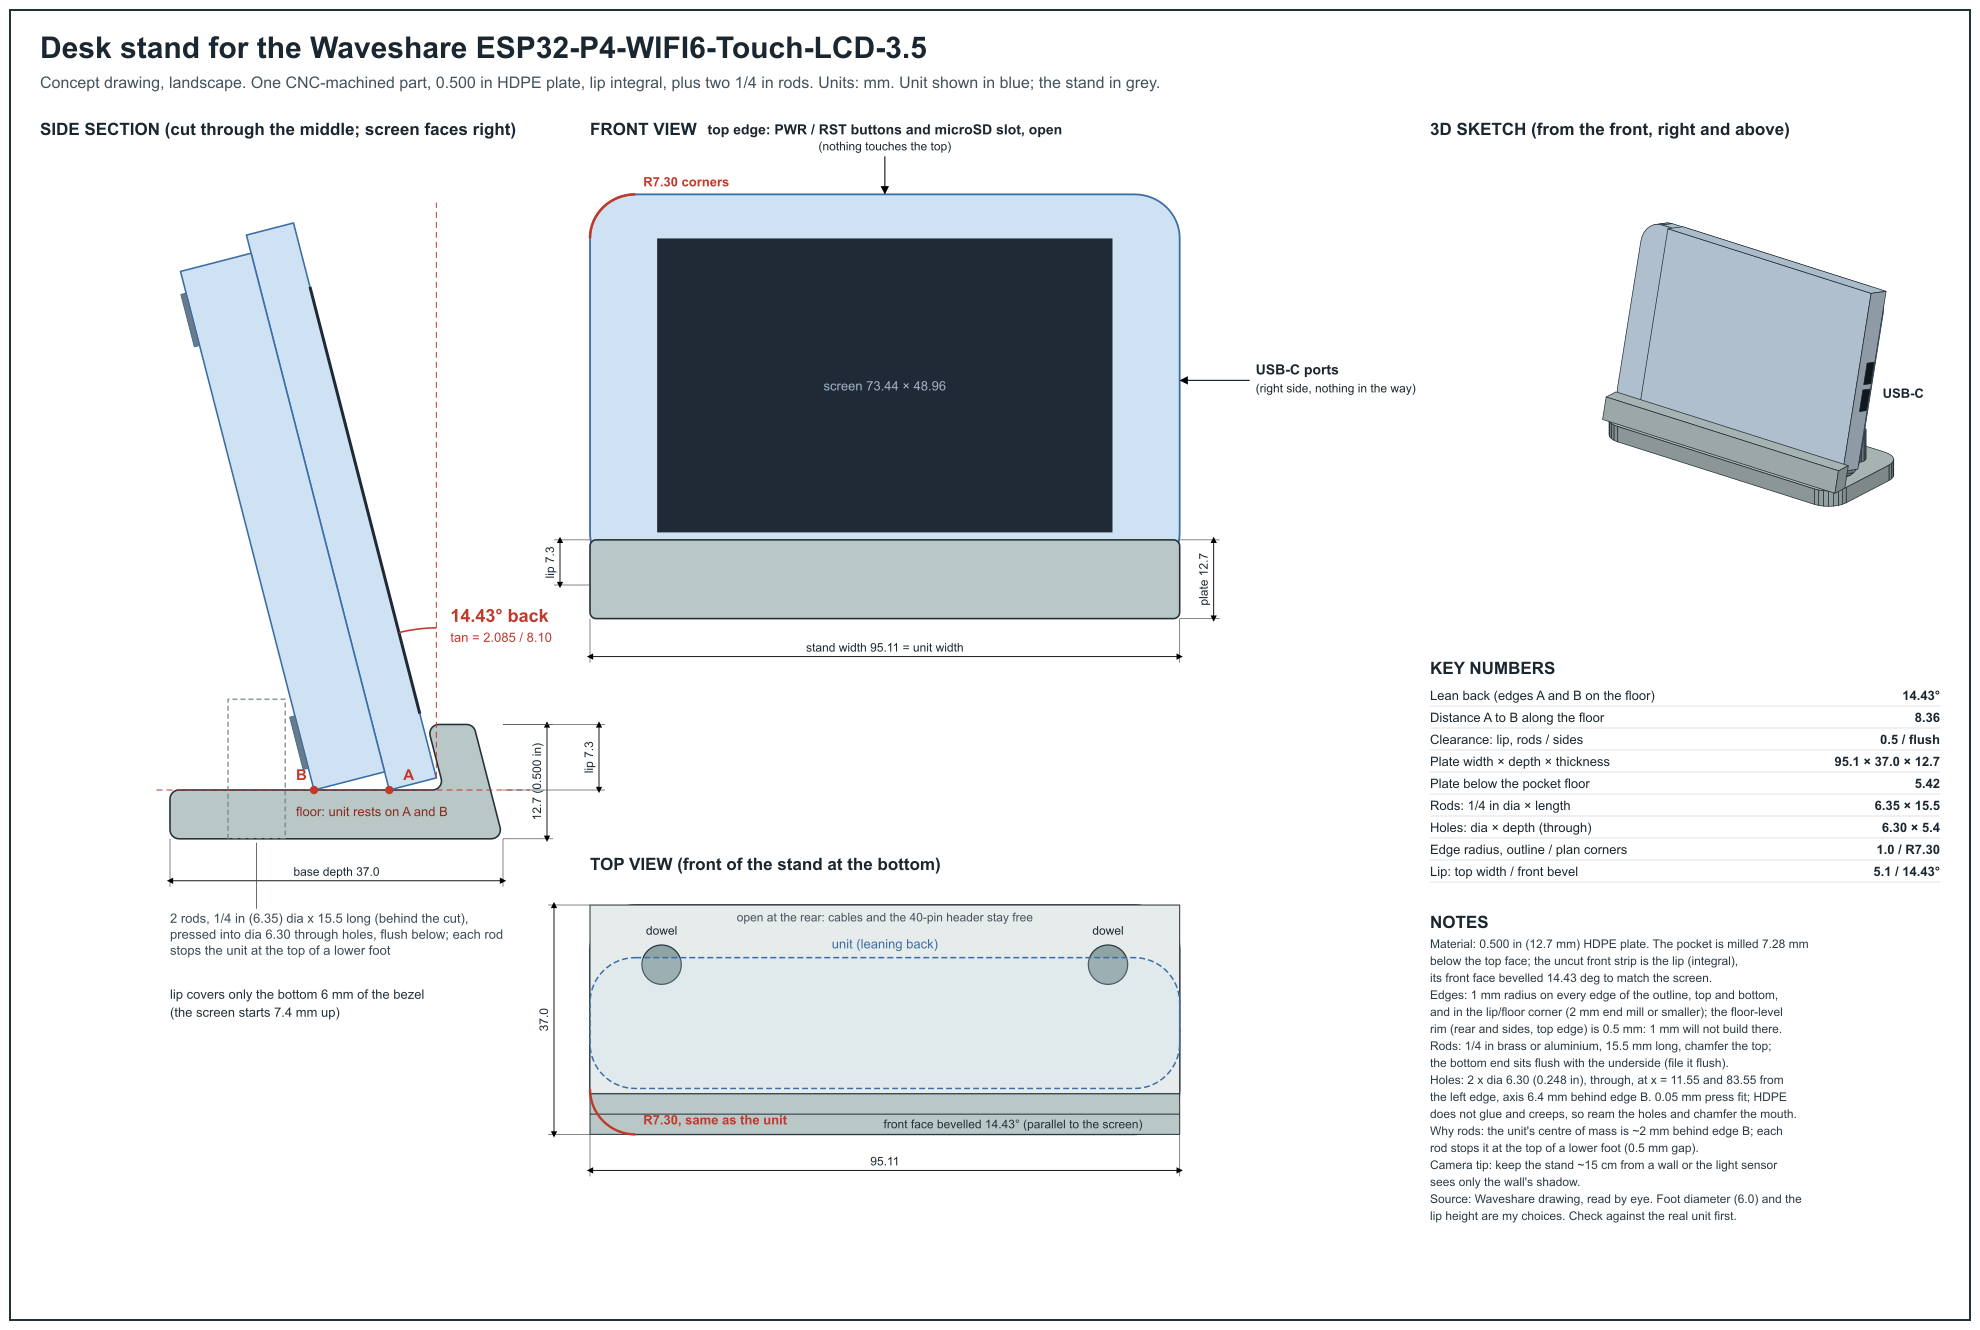 Desk stand for the Waveshare ESP32-P4-WIFI6-Touch-LCD-3.5
Concept drawing, landscape. One CNC-machined part, 0.500 in HDPE plate, lip integral, plus two 1/4 in rods. Units: mm. Unit shown in blue; the stand in grey.
SIDE SECTION (cut through the middle; screen faces right)
14.43° back
tan = 2.085 / 8.10
B
A
floor: unit rests on A and B
12.7 (0.500 in)
lip 7.3
base depth 37.0
2 rods, 1/4 in (6.35) dia x 15.5 long (behind the cut),
pressed into dia 6.30 through holes, flush below; each rod
stops the unit at the top of a lower foot
lip covers only the bottom 6 mm of the bezel
(the screen starts 7.4 mm up)
FRONT VIEW
top edge: PWR / RST buttons and microSD slot, open
(nothing touches the top)
R7.30 corners
screen 73.44 × 48.96
USB-C ports
(right side, nothing in the way)
lip 7.3
plate 12.7
stand width 95.11 = unit width
TOP VIEW (front of the stand at the bottom)
open at the rear: cables and the 40-pin header stay free
dowel
unit (leaning back)
dowel
37.0
R7.30, same as the unit
front face bevelled 14.43° (parallel to the screen)
95.11
3D SKETCH (from the front, right and above)
USB-C
KEY NUMBERS
Lean back (edges A and B on the floor) 14.43°
Distance A to B along the floor 8.36
Clearance: lip, rods / sides 0.5 / flush
Plate width × depth × thickness 95.1 × 37.0 × 12.7
Plate below the pocket floor 5.42
Rods: 1/4 in dia × length 6.35 × 15.5
Holes: dia × depth (through) 6.30 × 5.4
Edge radius, outline / plan corners 1.0 / R7.30
Lip: top width / front bevel 5.1 / 14.43°
NOTES
Material: 0.500 in (12.7 mm) HDPE plate. The pocket is milled 7.28 mm
below the top face; the uncut front strip is the lip (integral),
its front face bevelled 14.43 deg to match the screen.
Edges: 1 mm radius on every edge of the outline, top and bottom,
and in the lip/floor corner (2 mm end mill or smaller); the floor-level
rim (rear and sides, top edge) is 0.5 mm: 1 mm will not build there.
Rods: 1/4 in brass or aluminium, 15.5 mm long, chamfer the top;
the bottom end sits flush with the underside (file it flush).
Holes: 2 x dia 6.30 (0.248 in), through, at x = 11.55 and 83.55 from
the left edge, axis 6.4 mm behind edge B. 0.05 mm press fit; HDPE
does not glue and creeps, so ream the holes and chamfer the mouth.
Why rods: the unit's centre of mass is ~2 mm behind edge B; each
rod stops it at the top of a lower foot (0.5 mm gap).
Camera tip: keep the stand ~15 cm from a wall or the light sensor
sees only the wall's shadow.
Source: Waveshare drawing, read by eye. Foot diameter (6.0) and the
lip height are my choices. Check against the real unit first.